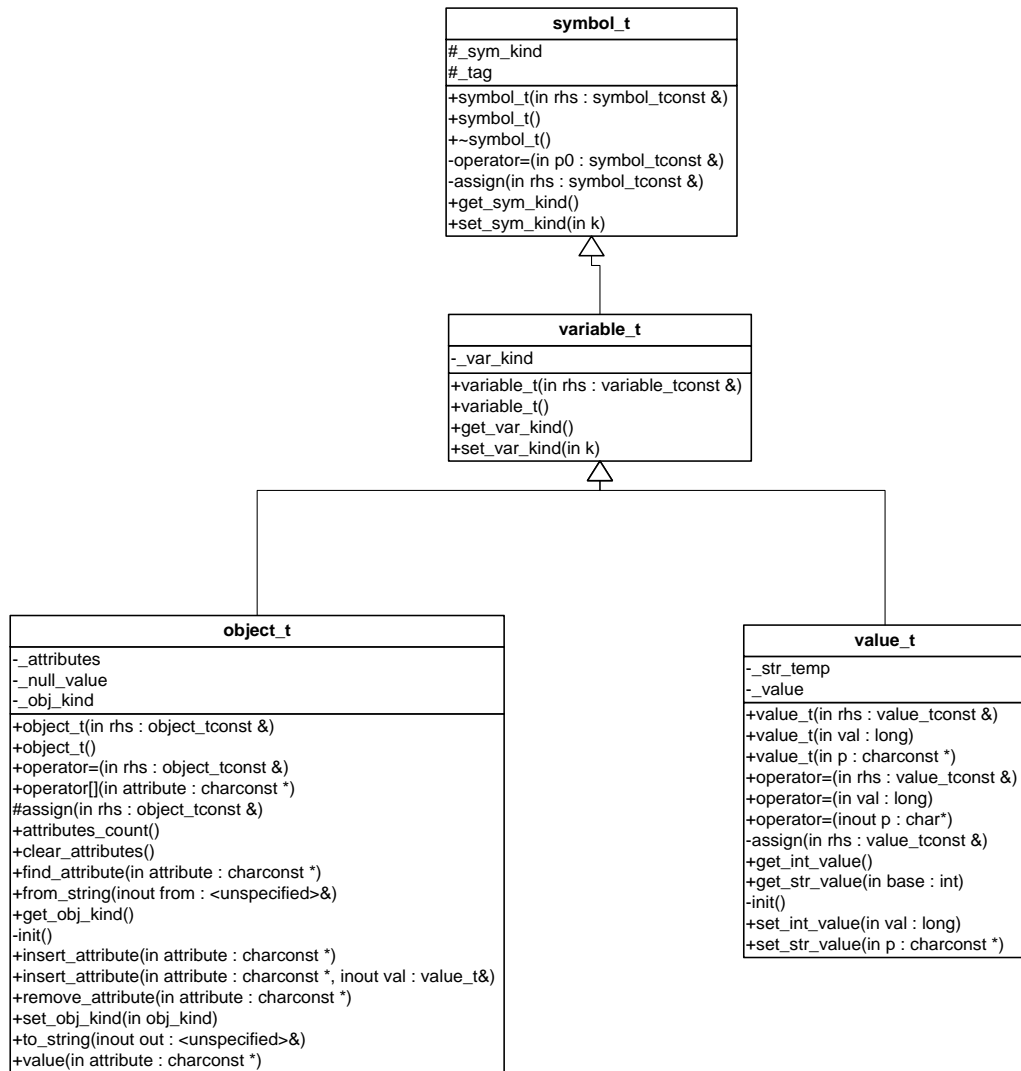 symbol_t
#_sym_kind
#_tag
+symbol_t(in rhs : symbol_tconst &)
+symbol_t()
+~symbol_t()
-operator=(in p0 : symbol_tconst &)
-assign(in rhs : symbol_tconst &)
+get_sym_kind()
+set_sym_kind(in k)
variable_t
-_var_kind
+variable_t(in rhs : variable_tconst &)
+variable_t()
+get_var_kind()
+set_var_kind(in k)
object_t
-_attributes
-_null_value
-_obj_kind
+object_t(in rhs : object_tconst &)
+object_t()
+operator=(in rhs : object_tconst &)
+operator[](in attribute : charconst *)
#assign(in rhs : object_tconst &)
+attributes_count()
+clear_attributes()
+find_attribute(in attribute : charconst *)
+from_string(inout from : <unspecified>&)
+get_obj_kind()
-init()
+insert_attribute(in attribute : charconst *)
+insert_attribute(in attribute : charconst *, inout val : value_t&)
+remove_attribute(in attribute : charconst *)
+set_obj_kind(in obj_kind)
+to_string(inout out : <unspecified>&)
+value(in attribute : charconst *)
value_t
-_str_temp
-_value
+value_t(in rhs : value_tconst &)
+value_t(in val : long)
+value_t(in p : charconst *)
+operator=(in rhs : value_tconst &)
+operator=(in val : long)
+operator=(inout p : char*)
-assign(in rhs : value_tconst &)
+get_int_value()
+get_str_value(in base : int)
-init()
+set_int_value(in val : long)
+set_str_value(in p : charconst *)